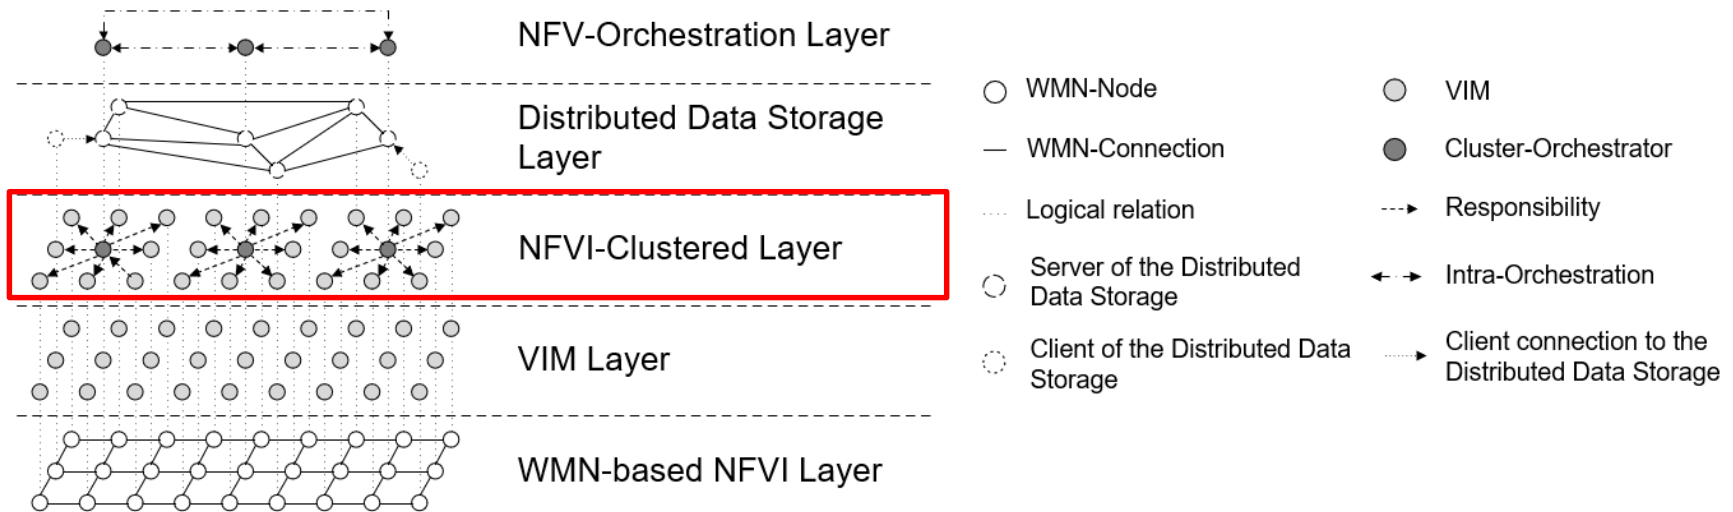 NFV-Orchestration Layer
Distributed Data Storage
Layer
NFVI-Clustered Layer
VIM Layer
WMN-based NFVI Layer
WMN-Node
WMN-Connection
Logical relation
Server of the Distributed
Data Storage
Client of the Distributed Data
Storage
VIM
Cluster-Orchestrator
Responsibility
Intra-Orchestration
Client connection to the
Distributed Data Storage